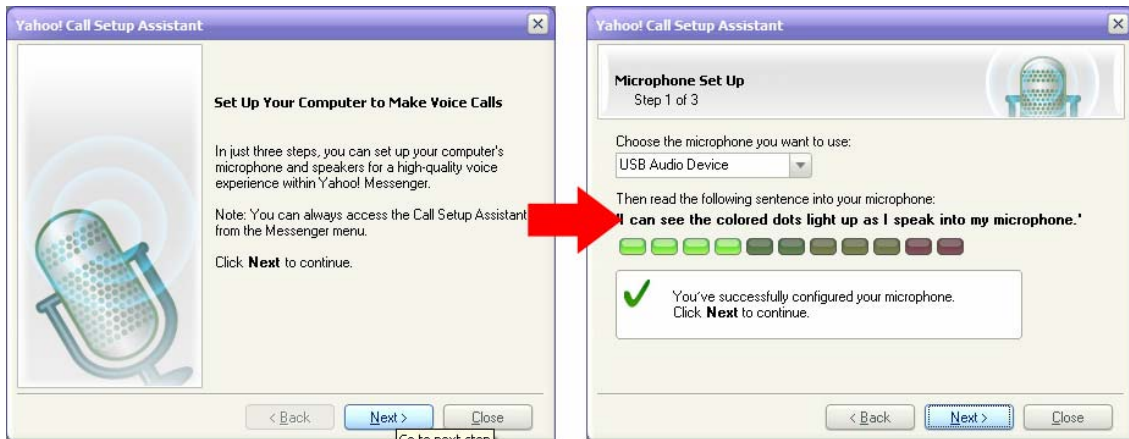 Yahoo! Call Setup Assistant
Set Up Your Computer to Make Voice Calls
In just three steps, you can set up your computer's
microphone and speakers for a high-quality voice
experience within Yahoo! Messenger.
Note: You can always access the Call Setup Assistant
from the Messenger menu.
Click Next to continue.
< Back Next > Close
Go to next step
Yahoo! Call Setup Assistant
Microphone Set Up
Step 1 of 3
Choose the microphone you want to use:
USB Audio Device
Then read the following sentence into your microphone:
'I can see the colored dots light up as I speak into my microphone.'
You've successfully configured your microphone.
Click Next to continue.
< Back Next > Close